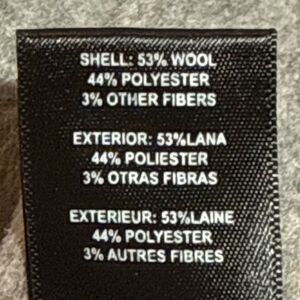 SHELL: 53% WOOL
44% POLYESTER
3% OTHER FIBERS
EXTERIOR: 53%LANA
44% POLIESTER
3% OTRAS FIBRAS
EXTERIEUR: 53%LAINE
44% POLYESTER
3% AUTRES FIBRES